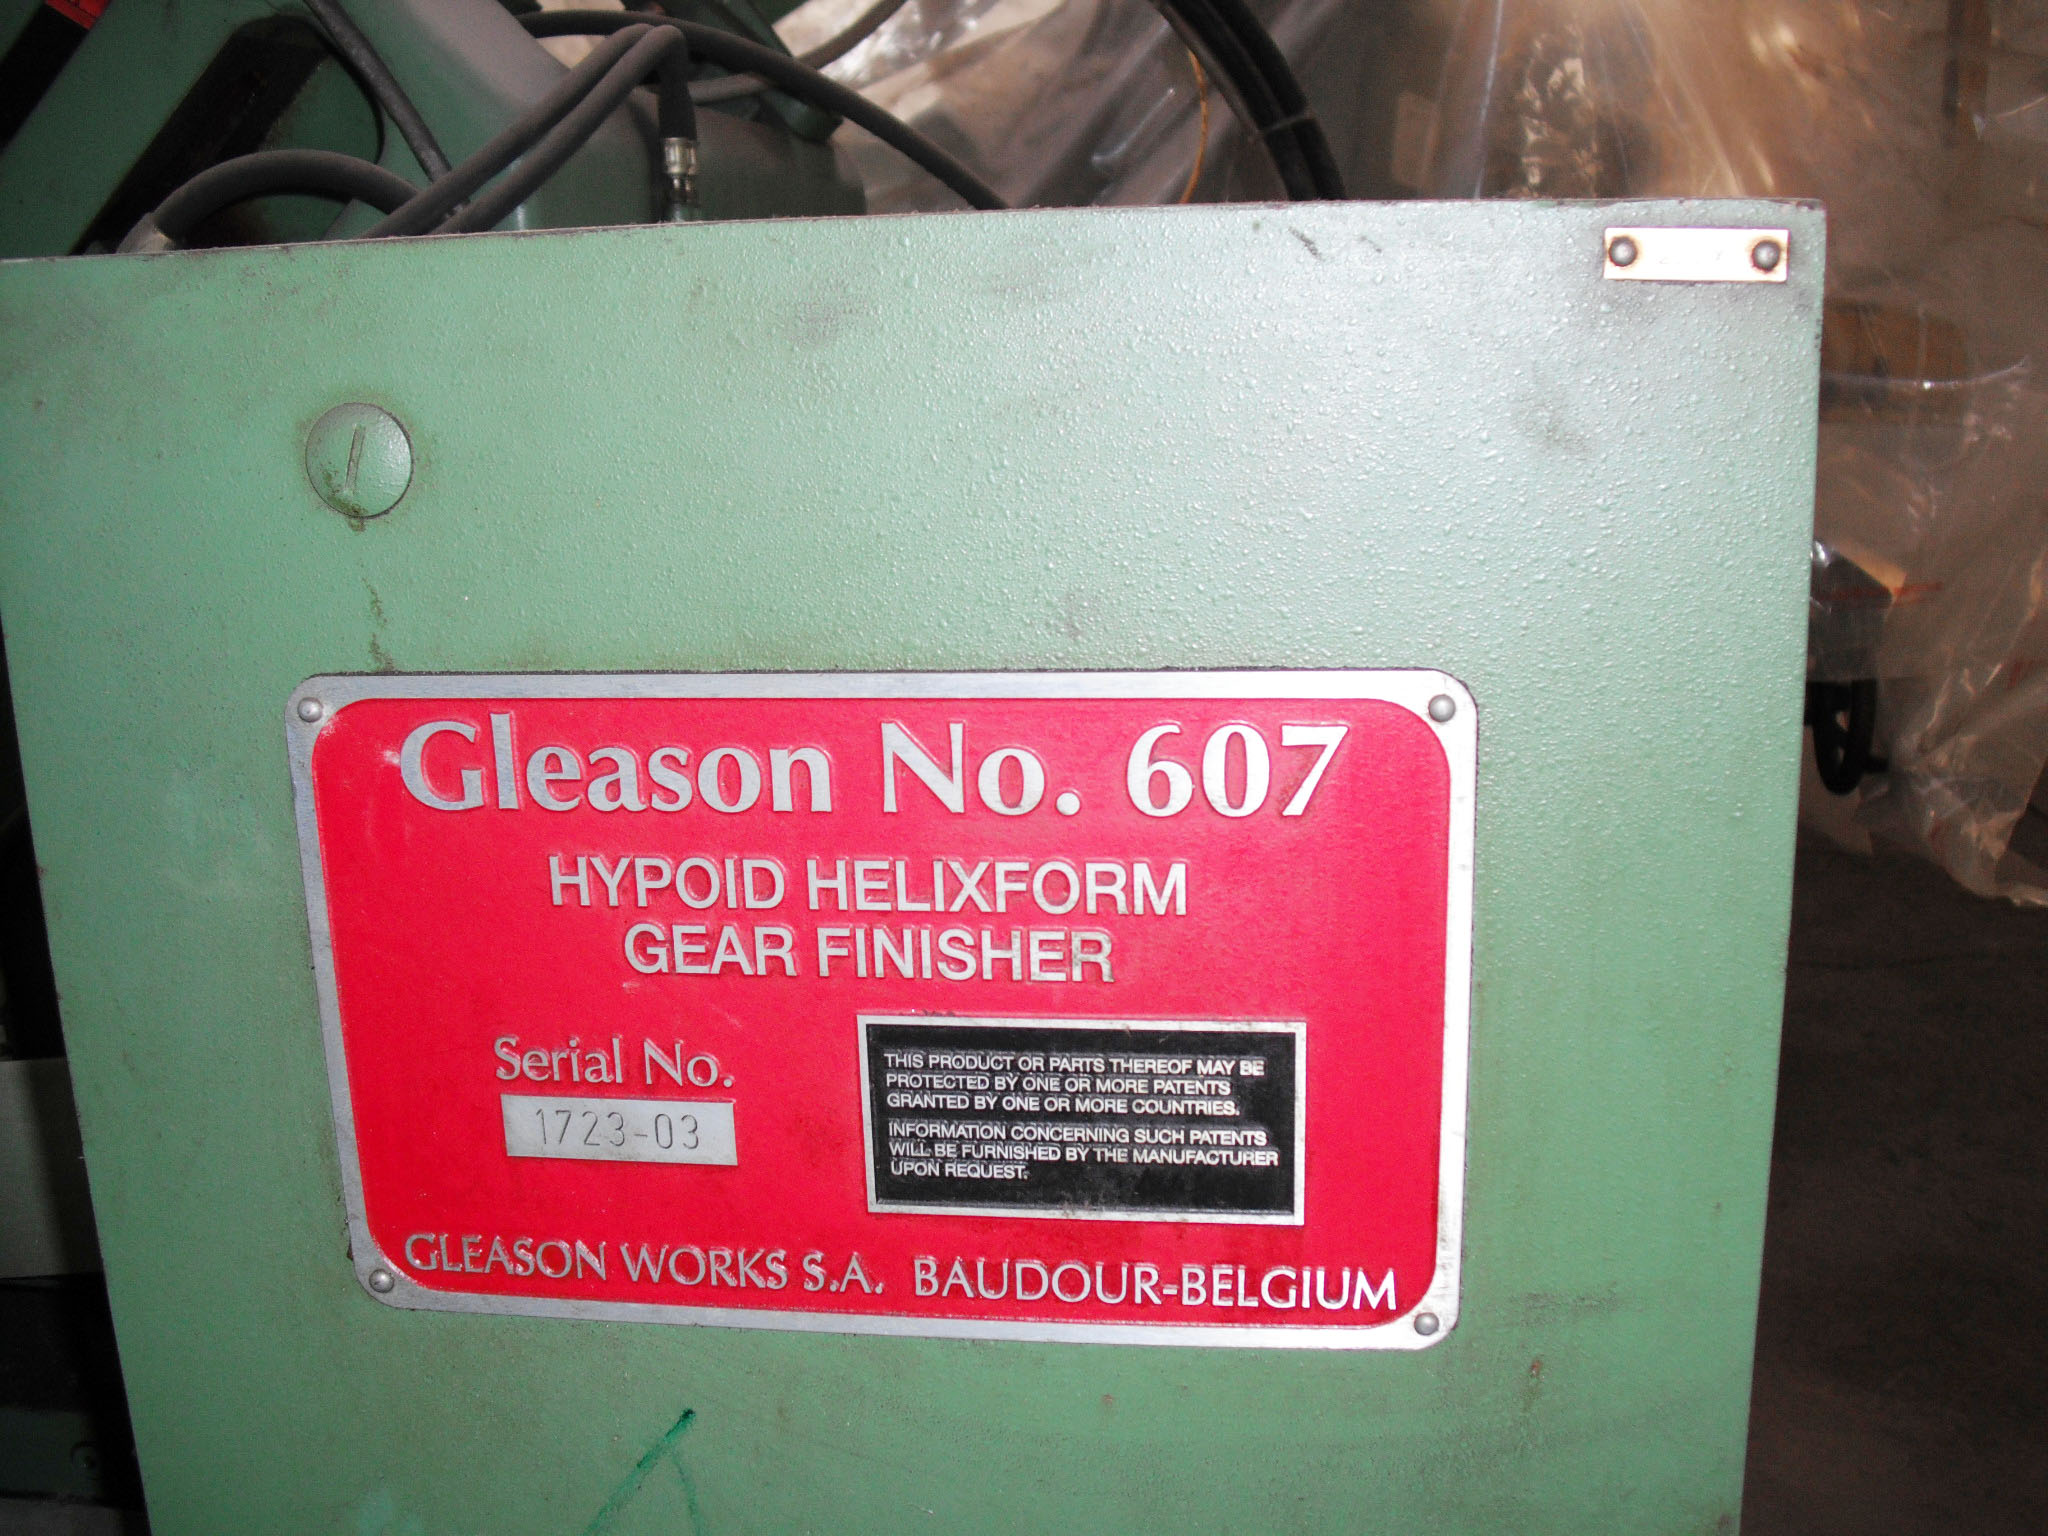 Gleason No. 607
HYPOID HELIXFORM
GEAR FINISHER
Serial No.
1723-03
THIS PRODUCT OR PARTS THEREOF MAY BE
PROTECTED BY ONE OR MORE PATENTS
GRANTED BY ONE OR MORE COUNTRIES.
INFORMATION CONCERNING SUCH PATENTS
WILL BE FURNISHED BY THE MANUFACTURER
UPON REQUEST.
GLEASON WORKS S.A. BAUDOUR-BELGIUM